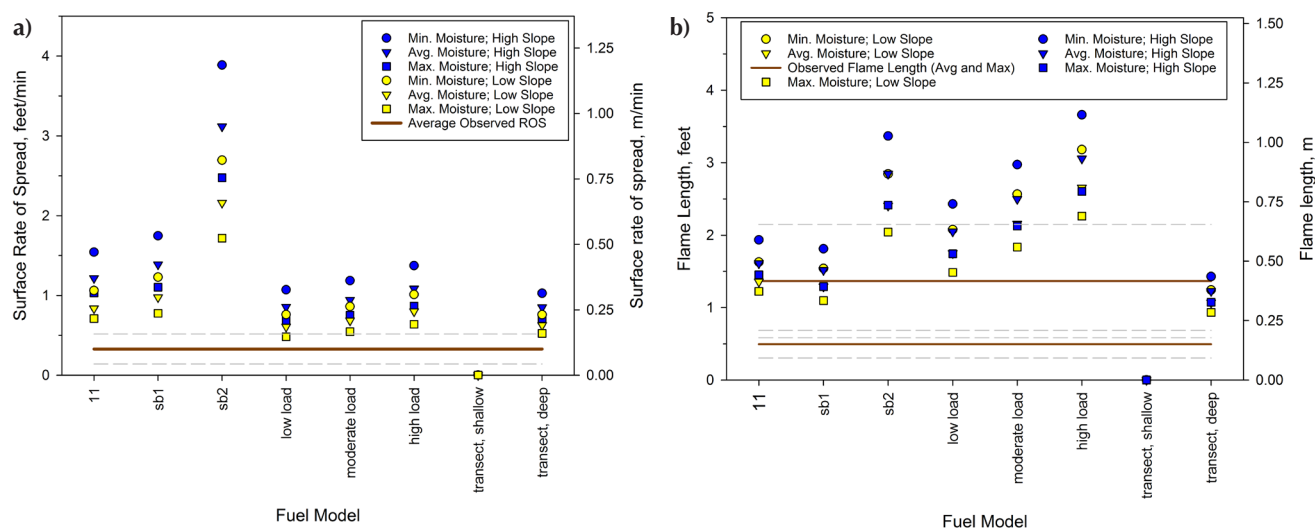 a)
Surface Rate of Spread, feet/min
4
3
2
1
0
Min. Moisture; High Slope
Avg. Moisture; High Slope
Max. Moisture; High Slope
Min. Moisture; Low Slope
Avg. Moisture; Low Slope
Max. Moisture; Low Slope
Average Observed ROS
1.25
1.00
0.75
0.50
0.25
0.00
Surface rate of spread, m/min
11
sb1
sb2
low load
moderate load
high load
transect, shallow
transect, deep
Fuel Model
b)
Flame Length, feet
5
4
3
2
1
0
Min. Moisture; Low Slope
Avg. Moisture; Low Slope
Observed Flame Length (Avg and Max)
Max. Moisture; Low Slope
Min. Moisture; High Slope
Avg. Moisture; High Slope
Max. Moisture; High Slope
1.50
1.25
1.00
0.75
0.50
0.25
0.00
Flame length, m
11
sb1
sb2
low load
moderate load
high load
transect, shallow
transect, deep
Fuel Model